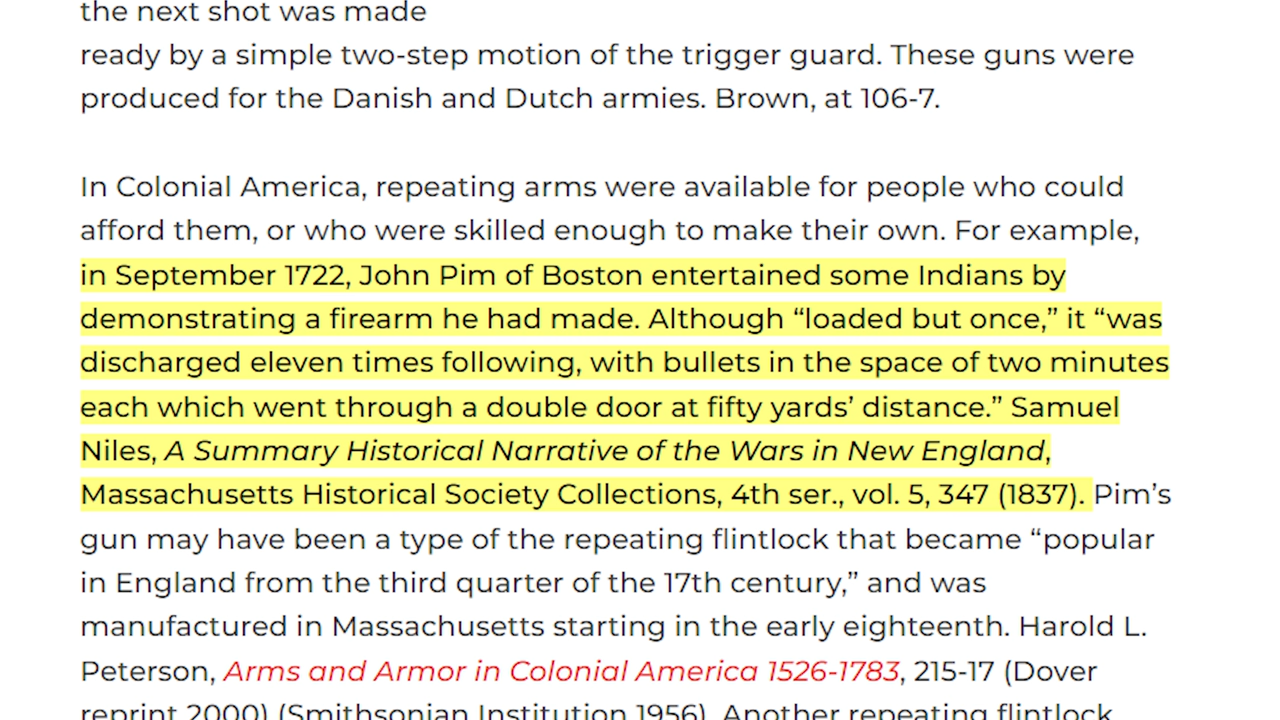 the next shot was made
ready by a simple two-step motion of the trigger guard. These guns were
produced for the Danish and Dutch armies. Brown, at 106-7.
In Colonial America, repeating arms were available for people who could
afford them, or who were skilled enough to make their own. For example,
in September 1722, John Pim of Boston entertained some Indians by
demonstrating a firearm he had made. Although “loaded but once,” it “was
discharged eleven times following, with bullets in the space of two minutes
each which went through a double door at fifty yards’ distance.” Samuel
Niles, A Summary Historical Narrative of the Wars in New England,
Massachusetts Historical Society Collections, 4th ser., vol. 5, 347 (1837). Pim’s
gun may have been a type of the repeating flintlock that became “popular
in England from the third quarter of the 17th century,” and was
manufactured in Massachusetts starting in the early eighteenth. Harold L.
Peterson, Arms and Armor in Colonial America 1526-1783, 215-17 (Dover
reprint 2000) (Smithsonian Institution 1956). Another repeating flintlock